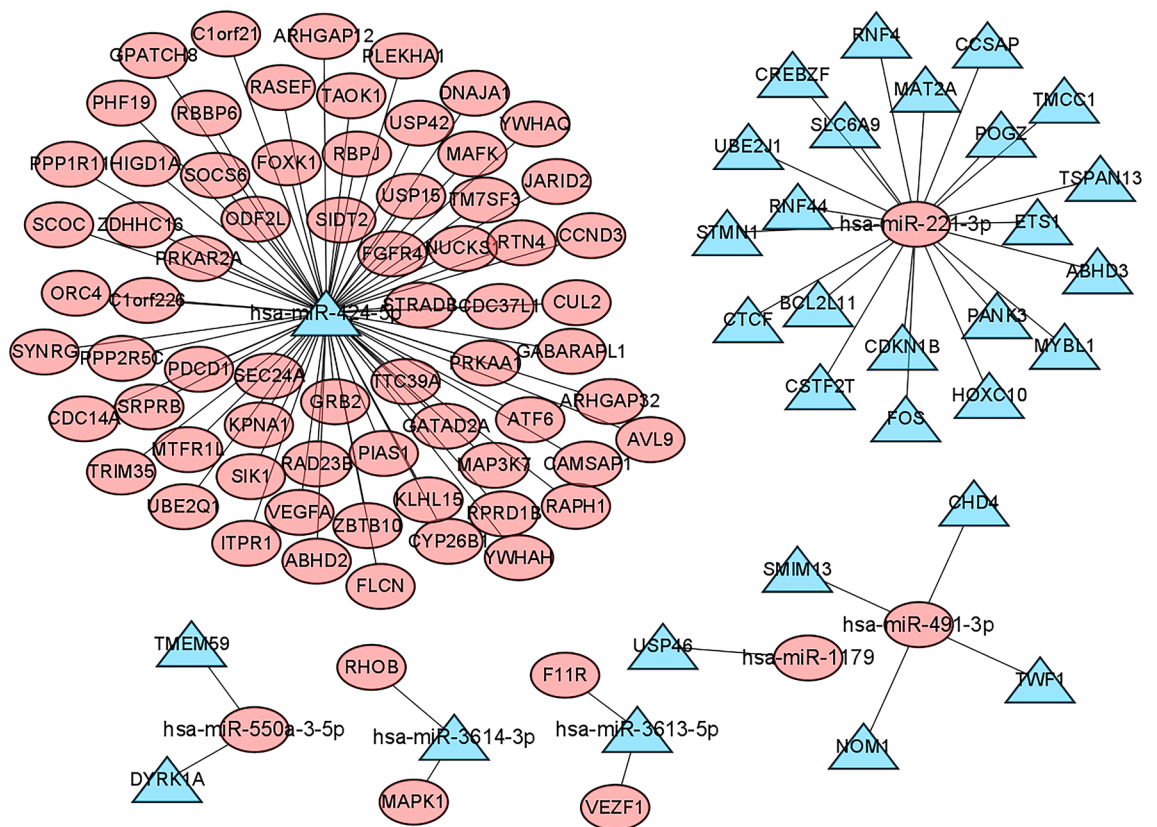 C1orf21
ARHGAP12
GPATCH8
PLEKHA1
RASEF
TAOK1
DNAJA1
PHF19
RBBP6
USP42
YWHAQ
FOXK1
RBPJ
MAFK
PPP1R11
HIGD1A
SOCS6
JARID2
USP15
TM7SF3
SCOC
ZDHHC16
ODF2L
SIDT2
CCND3
FGFR4
NUCKS1
RTN4
PRKAR2A
ORC4
C1orf226
hsa-miR-424-5p
STRADB
CDC37L1
CUL2
SYNRG
PPP2R5C
PDCD1
SEC24A
TTC39A
PRKAA1
GABARAPL1
CDC14A
SRPRB
GRB2
ARHGAP32
KPNA1
GATAD2A
ATF6
AVL9
MTFR1L
PIAS1
TRIM35
SIK1
RAD23B
MAP3K7
CAMSAP1
UBE2Q1
VEGFA
ZBTB10
KLHL15
RPRD1B
RAPH1
ITPR1
ABHD2
CYP26B1
YWHAH
FLCN
RNF4
CCSAP
CREBZF
MAT2A
TMCC1
SLC6A9
POGZ
UBE2J1
TSPAN13
RNF44
STMN1
hsa-miR-221-3p
ETS1
ABHD3
BCL2L11
CTCF
PANK3
CDKN1B
MYBL1
CSTF2T
HOXC10
FOS
CHD4
SMIM13
hsa-miR-491-3p
USP46
hsa-miR-1179
TWF1
NOM1
TMEM59
hsa-miR-550a-3-5p
DYRK1A
RHOB
hsa-miR-3614-3p
MAPK1
F11R
hsa-miR-3613-5p
VEZF1